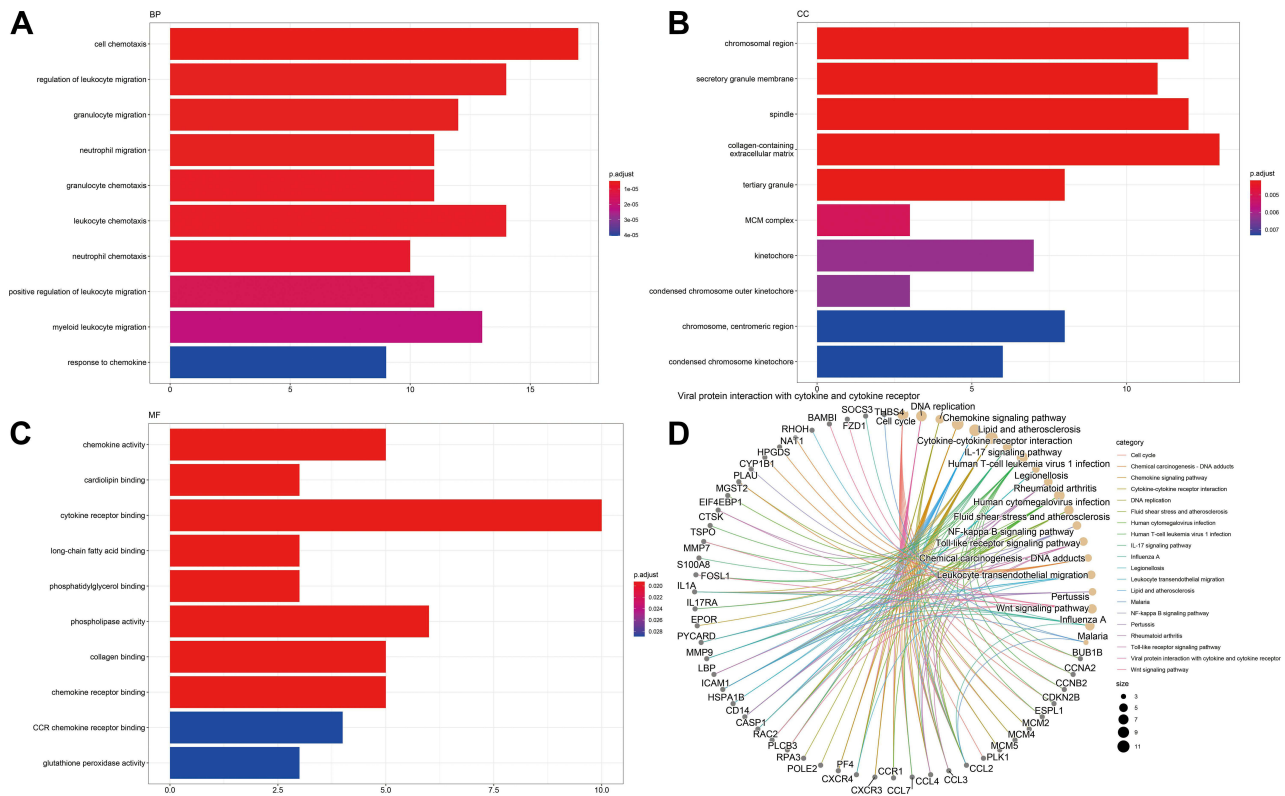 A
BP
cell chemotaxis
regulation of leukocyte migration
granulocyte migration
neutrophil migration
granulocyte chemotaxis
leukocyte chemotaxis
neutrophil chemotaxis
positive regulation of leukocyte migration
myeloid leukocyte migration
response to chemokine
0
5
10
15
p.adjust
1e-05
2e-05
3e-05
4e-05
B
CC
chromosomal region
secretory granule membrane
spindle
collagen-containing
extracellular matrix
tertiary granule
MCM complex
kinetochore
condensed chromosome outer kinetochore
chromosome, centromeric region
condensed chromosome kinetochore
0
5
10
p.adjust
0.005
0.006
0.007
C
MF
chemokine activity
cardiolipin binding
cytokine receptor binding
long-chain fatty acid binding
phosphatidylglycerol binding
phospholipase activity
collagen binding
chemokine receptor binding
CCR chemokine receptor binding
glutathione peroxidase activity
0.0
2.5
5.0
7.5
10.0
p.adjust
0.020
0.022
0.024
0.026
0.028
D
Viral protein interaction with cytokine and cytokine receptor
DNA replication
Cell cycle
Chemokine signaling pathway
Lipid and atherosclerosis
Cytokine-cytokine receptor interaction
IL-17 signaling pathway
Human T-cell leukemia virus 1 infection
Legionellosis
Rheumatoid arthritis
Human cytomegalovirus infection
Fluid shear stress and atherosclerosis
NF-kappa B signaling pathway
Toll-like receptor signaling pathway
Chemical carcinogenesis - DNA adducts
Leukocyte transendothelial migration
Pertussis
Wnt signaling pathway
Influenza A
Malaria
BUB1B
CCNA2
CCNB2
CDKN2B
ESPL1
MCM2
MCM4
MCM5
PLK1
CCL2
CCL3
CCL4
CCL7
CCR1
CXCR3
CXCR4
PF4
POLE2
RPA3
PLCB3
RAC2
CASP1
CD14
HSPA1B
ICAM1
LBP
MMP9
PYCARD
EPOR
IL17RA
IL1A
FOSL1
S100A8
MMP7
TSPO
CTSK
EIF4EBP1
MGST2
PLAU
CYP1B1
HPGDS
NAT1
RHOH
BAMBI
FZD1
SOCS3
THBS4
category
Cell cycle
Chemical carcinogenesis - DNA adducts
Chemokine signaling pathway
Cytokine-cytokine receptor interaction
DNA replication
Fluid shear stress and atherosclerosis
Human cytomegalovirus infection
Human T-cell leukemia virus 1 infection
IL-17 signaling pathway
Influenza A
Legionellosis
Leukocyte transendothelial migration
Lipid and atherosclerosis
Malaria
NF-kappa B signaling pathway
Pertussis
Rheumatoid arthritis
Toll-like receptor signaling pathway
Viral protein interaction with cytokine and cytokine receptor
Wnt signaling pathway
size
3
5
7
9
11